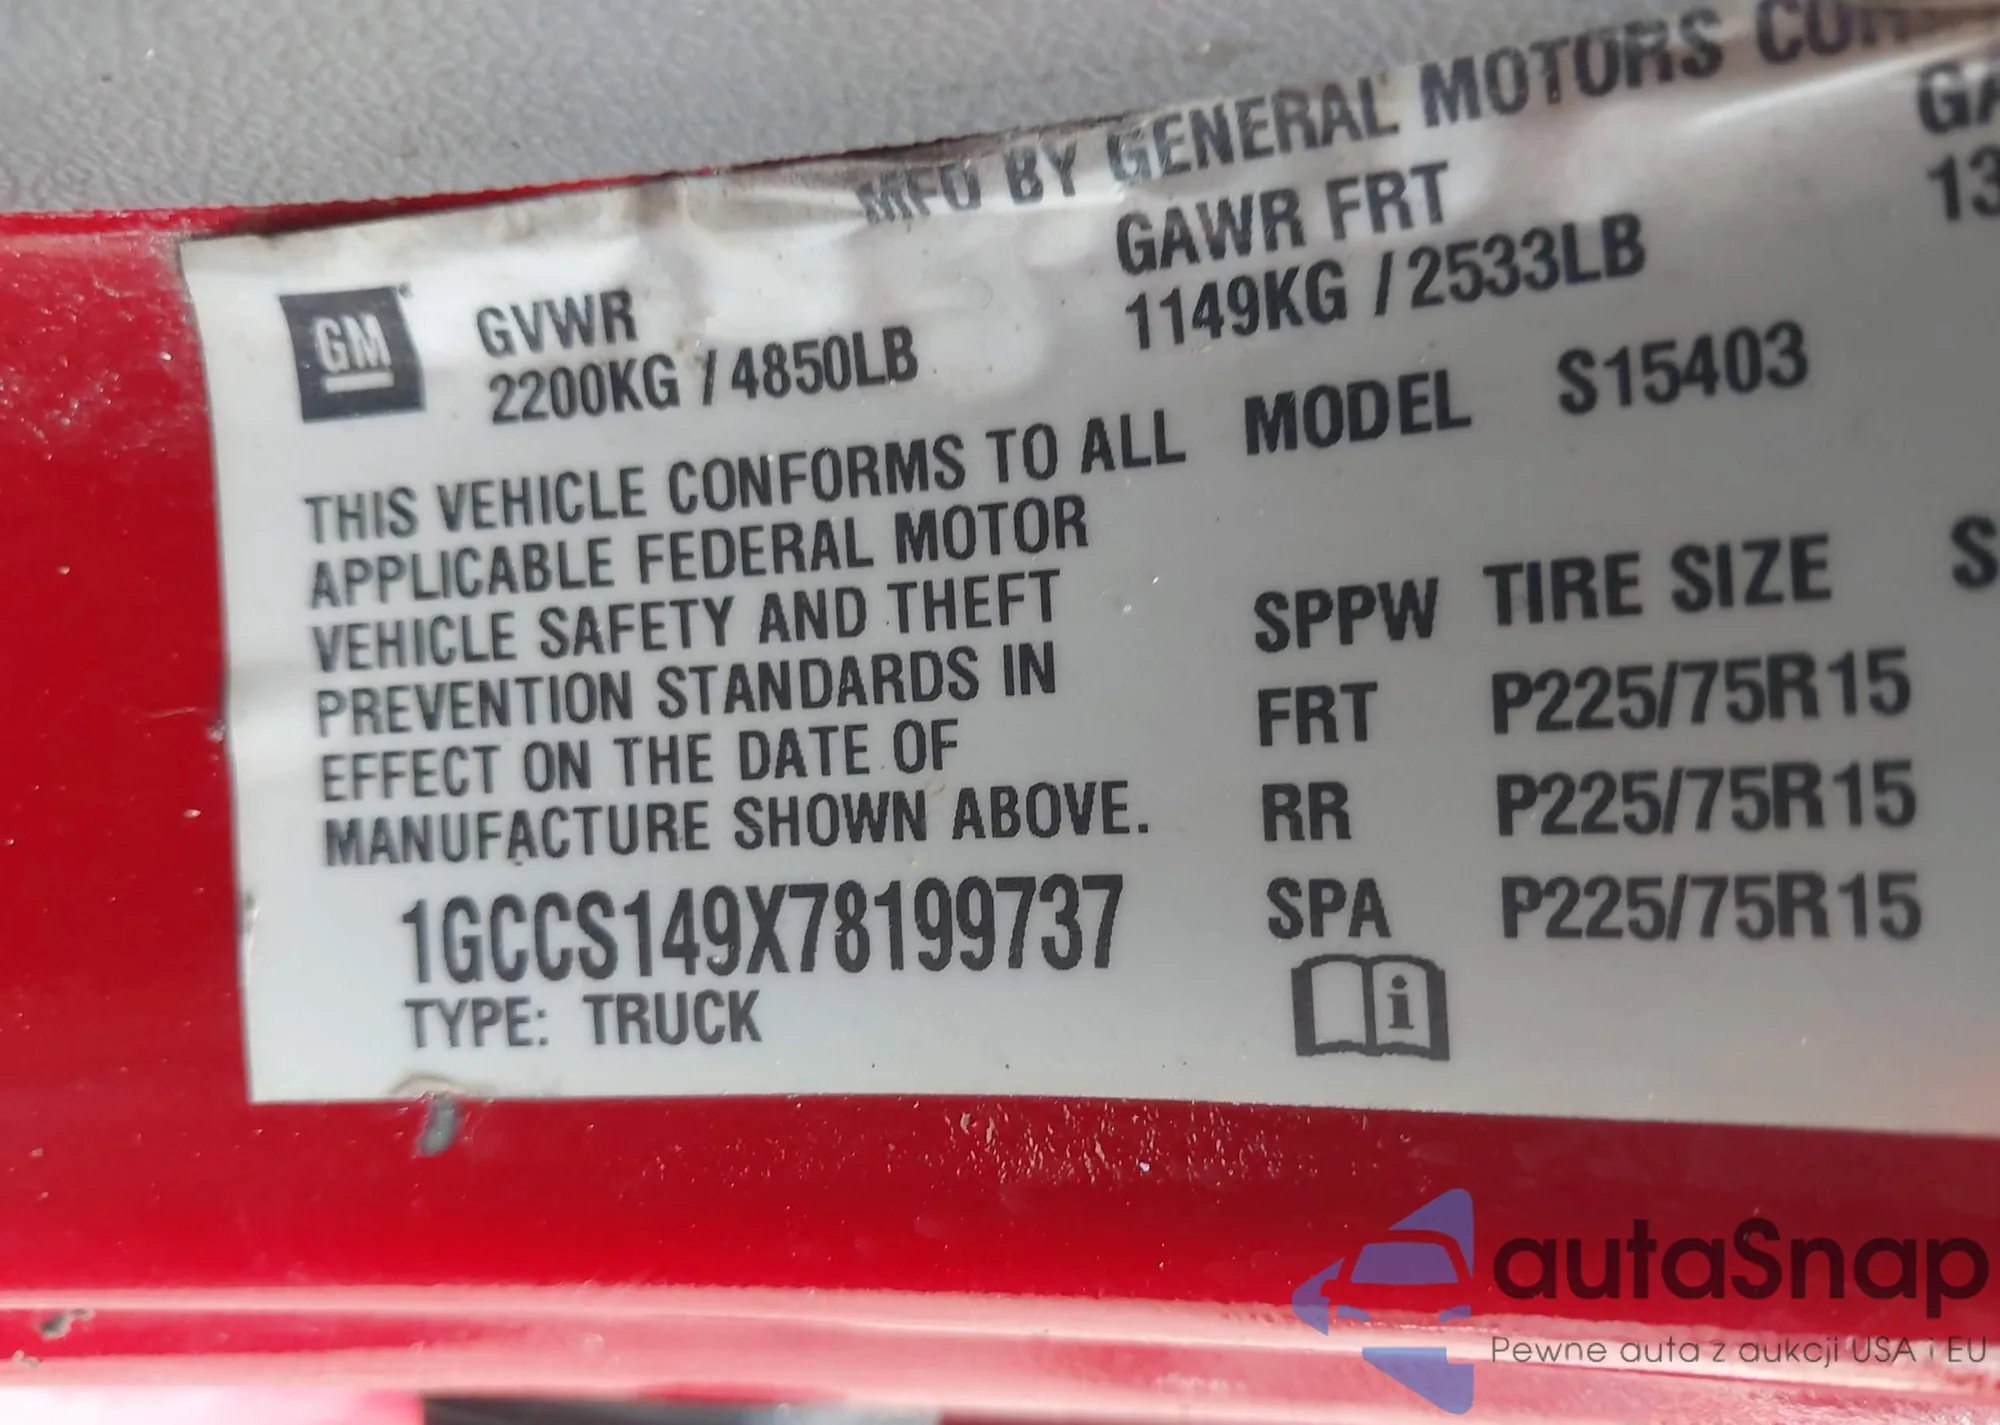 MFD BY GENERAL MOTORS
GM
GVWR
2200KG / 4850LB
GAWR FRT
1149KG / 2533LB
GA
13
MODEL S15403
THIS VEHICLE CONFORMS TO ALL
APPLICABLE FEDERAL MOTOR
VEHICLE SAFETY AND THEFT
PREVENTION STANDARDS IN
EFFECT ON THE DATE OF
MANUFACTURE SHOWN ABOVE.
1GCCS149X78199737
TYPE: TRUCK
SPPW TIRE SIZE S
FRT P225/75R15
RR P225/75R15
SPA P225/75R15
i
autaSnap
Pewne auta z aukcji USA i EU